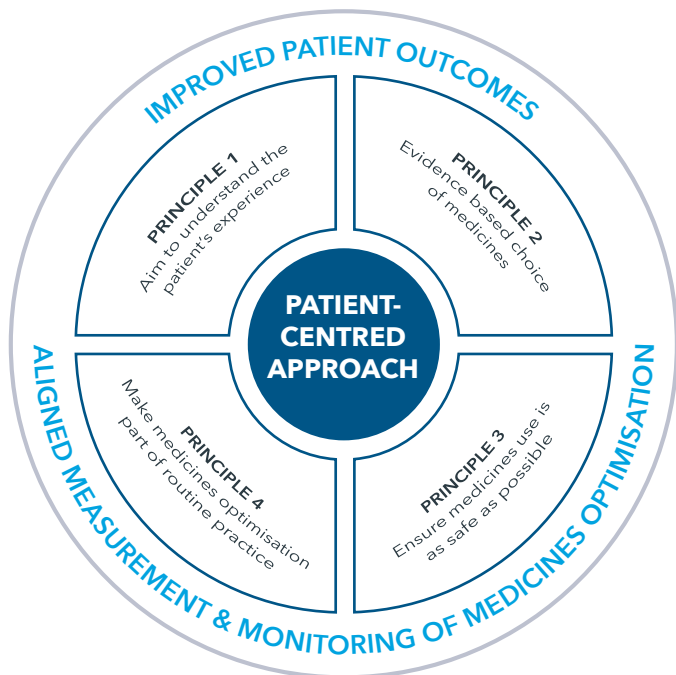 IMPROVED PATIENT OUTCOMES
PRINCIPLE 1
Aim to understand the
patient's experience
PRINCIPLE 2
Evidence based choice
of medicines
PATIENT-
CENTRED
APPROACH
PRINCIPLE 3
Ensure medicines use is
as safe as possible
PRINCIPLE 4
Make medicines optimisation
part of routine practice
ALIGNED MEASUREMENT & MONITORING OF MEDICINES OPTIMISATION